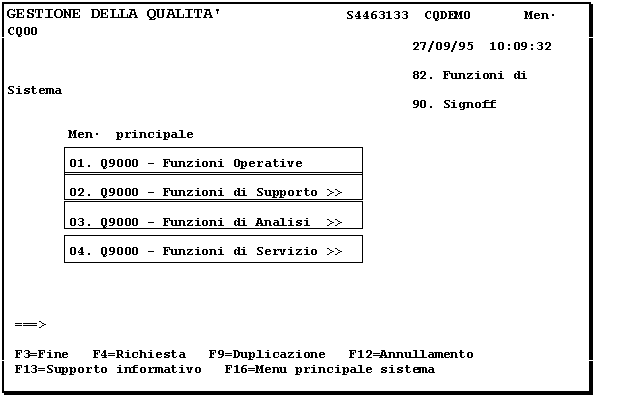 GESTIONE DELLA QUALITA' S4463133 CQDEMO Men·
CQ00
27/09/95 10:09:32
82. Funzioni di
Sistema
90. Signoff
Men· principale
01. Q9000 - Funzioni Operative
02. Q9000 - Funzioni di Supporto >>
03. Q9000 - Funzioni di Analisi >>
04. Q9000 - Funzioni di Servizio >>
===>
F3=Fine F4=Richiesta F9=Duplicazione F12=Annullamento
F13=Supporto informativo F16=Menu principale sistema